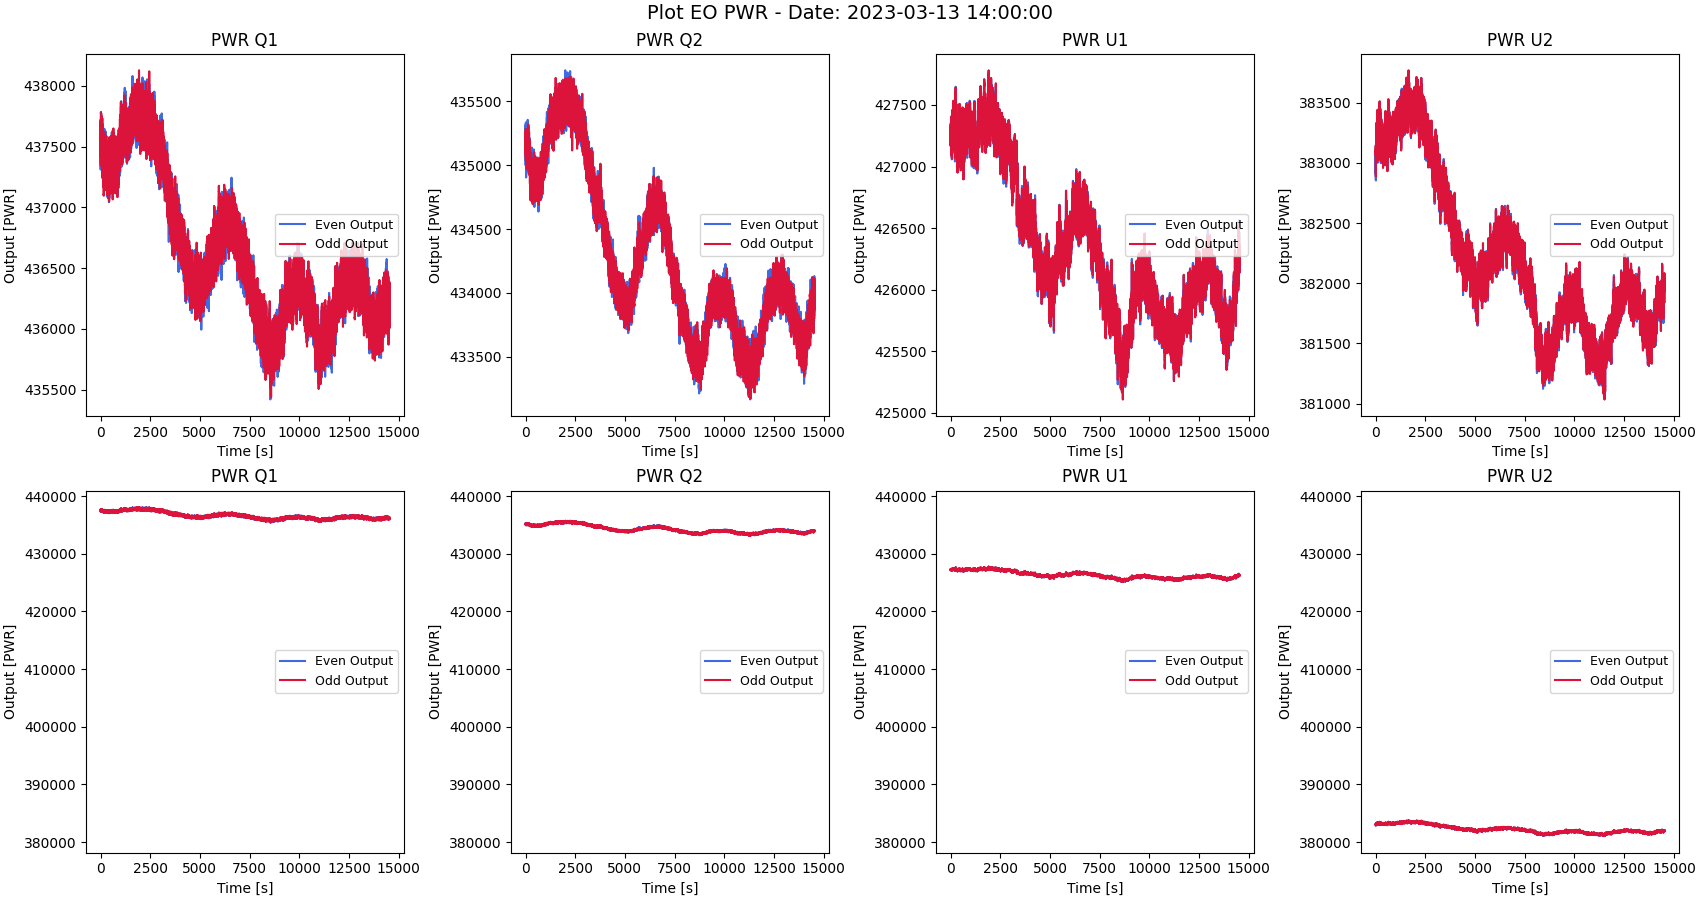 Plot EO PWR - Date: 2023-03-13 14:00:00
PWR Q1
Output [PWR]
438000
437500
437000
436500
436000
435500
Even Output
Odd Output
0 2500 5000 7500 10000 12500 15000
Time [s]
PWR Q2
Output [PWR]
435500
435000
434500
434000
433500
Even Output
Odd Output
0 2500 5000 7500 10000 12500 15000
Time [s]
PWR U1
Output [PWR]
427500
427000
426500
426000
425500
425000
Even Output
Odd Output
0 2500 5000 7500 10000 12500 15000
Time [s]
PWR U2
Output [PWR]
383500
383000
382500
382000
381500
381000
Even Output
Odd Output
0 2500 5000 7500 10000 12500 15000
Time [s]
PWR Q1
Output [PWR]
440000
430000
420000
410000
400000
390000
380000
Even Output
Odd Output
0 2500 5000 7500 10000 12500 15000
Time [s]
PWR Q2
Output [PWR]
440000
430000
420000
410000
400000
390000
380000
Even Output
Odd Output
0 2500 5000 7500 10000 12500 15000
Time [s]
PWR U1
Output [PWR]
440000
430000
420000
410000
400000
390000
380000
Even Output
Odd Output
0 2500 5000 7500 10000 12500 15000
Time [s]
PWR U2
Output [PWR]
440000
430000
420000
410000
400000
390000
380000
Even Output
Odd Output
0 2500 5000 7500 10000 12500 15000
Time [s]